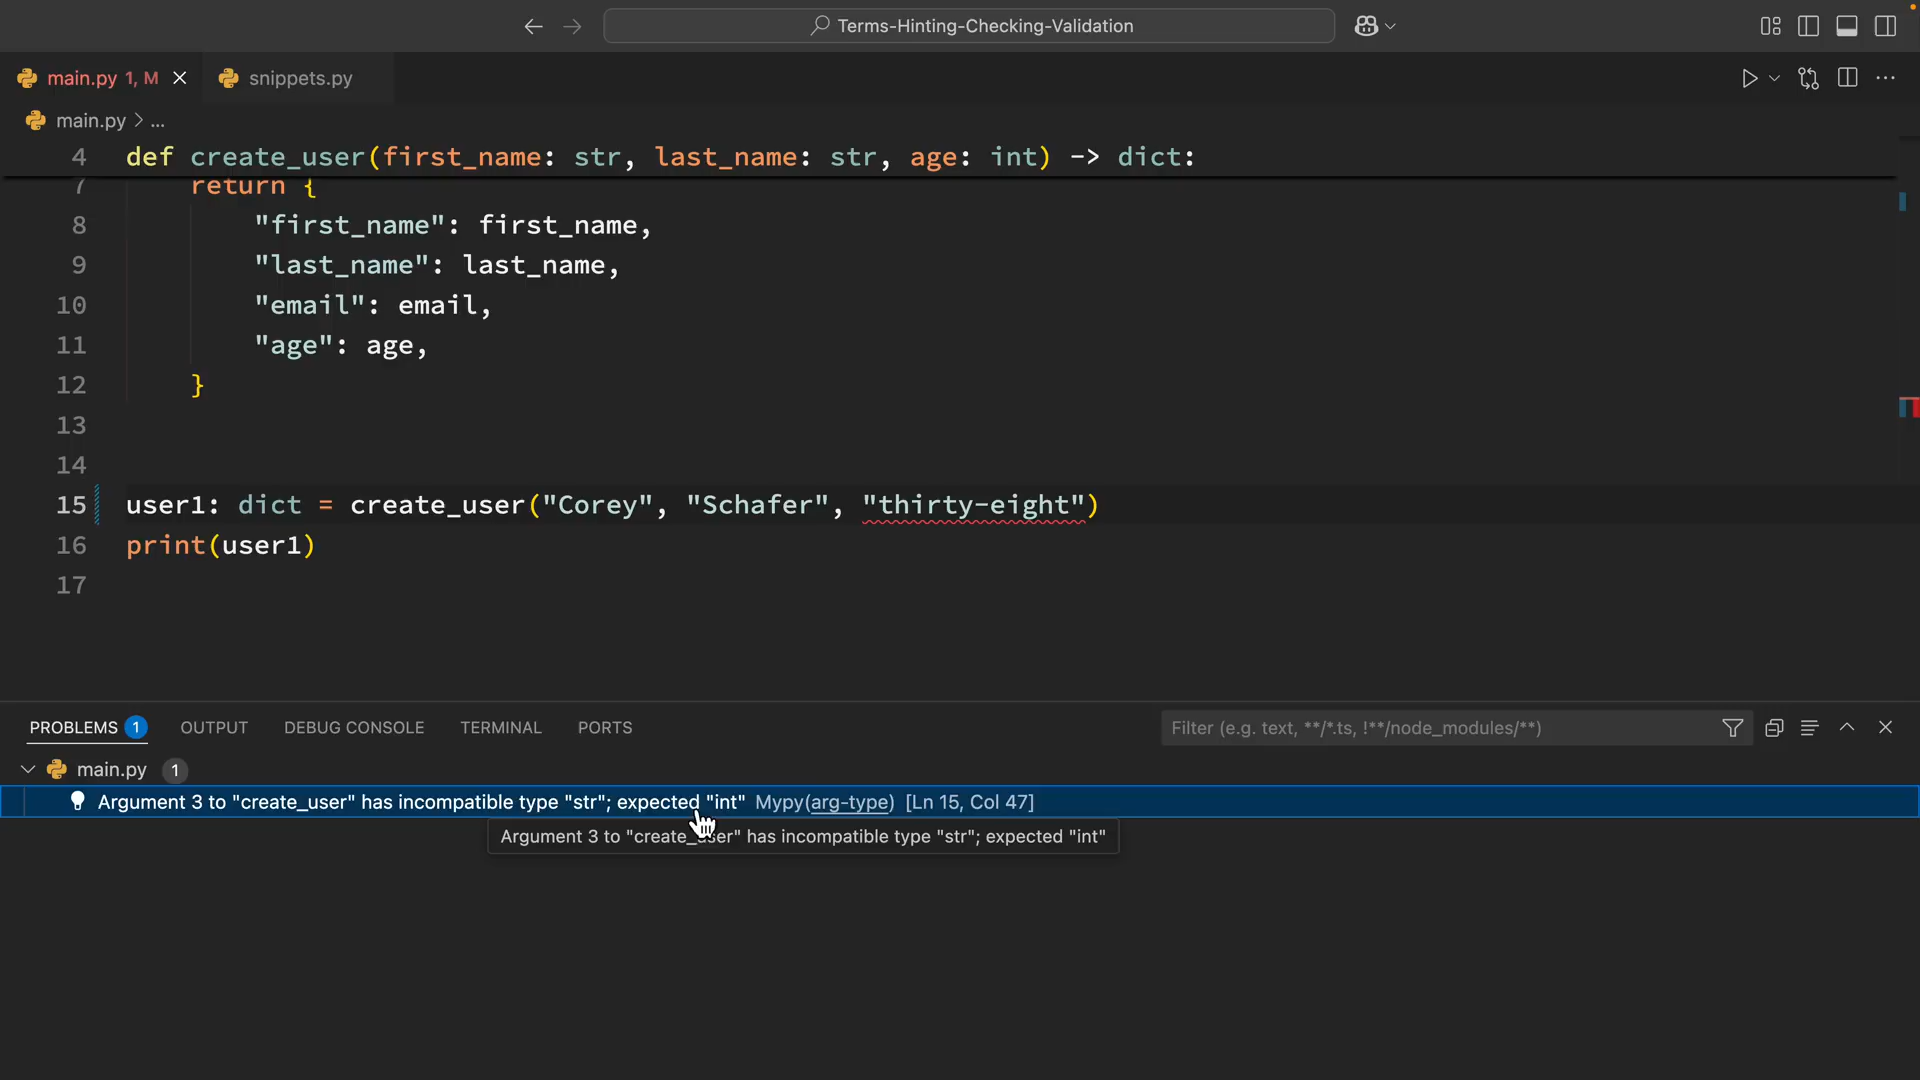 Terms-Hinting-Checking-Validation
main.py 1, M
snippets.py
main.py > ...
4 def create_user(first_name: str, last_name: str, age: int) -> dict:
7 return {
8 "first_name": first_name,
9 "last_name": last_name,
10 "email": email,
11 "age": age,
12 }
13
14
15 user1: dict = create_user("Corey", "Schafer", "thirty-eight")
16 print(user1)
17
PROBLEMS 1 OUTPUT DEBUG CONSOLE TERMINAL PORTS Filter (e.g. text, **/*.ts, !**/node_modules/**)
main.py 1
Argument 3 to "create_user" has incompatible type "str"; expected "int" Mypy(arg-type) [Ln 15, Col 47]
Argument 3 to "create_user" has incompatible type "str"; expected "int"